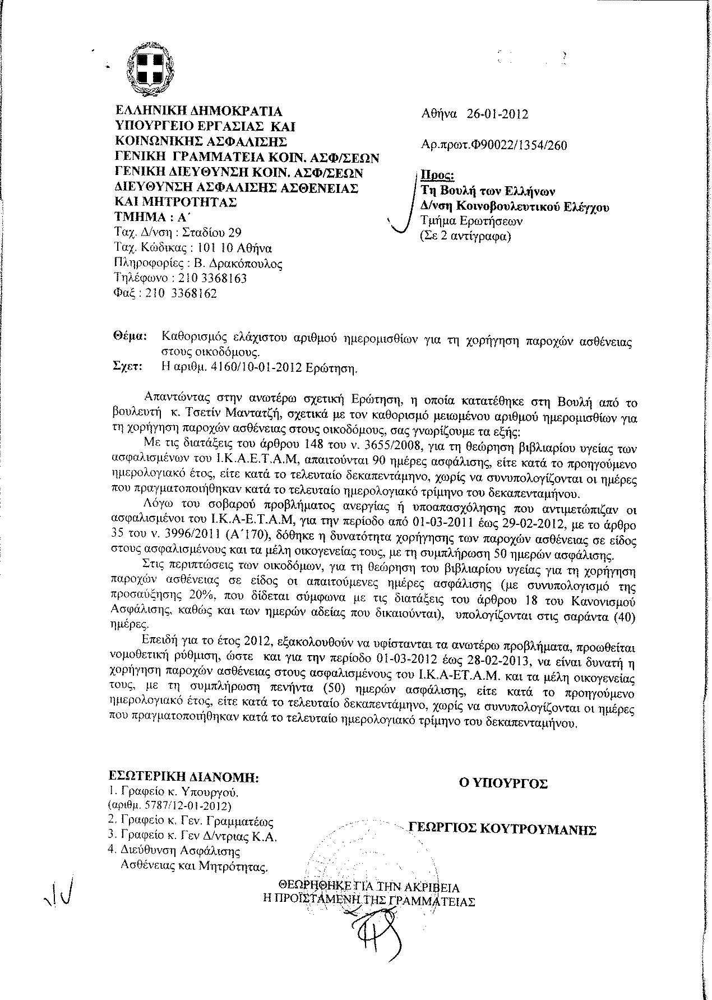 ΕΛΛΗΝΙΚΗ ΔΗΜΟΚΡΑΤΙΑ
ΥΠΟΥΡΓΕΙΟ ΕΡΓΑΣΙΑΣ ΚΑΙ
ΚΟΙΝΩΝΙΚΗΣ ΑΣΦΑΛΙΣΗΣ
ΓΕΝΙΚΗ ΓΡΑΜΜΑΤΕΙΑ ΚΟΙΝ. ΑΣΦ/ΣΕΩΝ
ΓΕΝΙΚΗ ΔΙΕΥΘΥΝΣΗ ΚΟΙΝ. ΑΣΦ/ΣΕΩΝ
ΔΙΕΥΘΥΝΣΗ ΑΣΦΑΛΙΣΗΣ ΑΣΘΕΝΕΙΑΣ
ΚΑΙ ΜΗΤΡΟΤΗΤΑΣ
ΤΜΗΜΑ : Α΄
Ταχ. Δ/νση : Σταδίου 29
Ταχ. Κώδικας : 101 10 Αθήνα
Πληροφορίες : Β. Δρακόπουλος
Τηλέφωνο : 210 3368163
Φαξ : 210 3368162
Αθήνα 26-01-2012
Αρ.πρωτ.Φ90022/1354/260
Προς:
Τη Βουλή των Ελλήνων
Δ/νση Κοινοβουλευτικού Ελέγχου
Τμήμα Ερωτήσεων
(Σε 2 αντίγραφα)
Θέμα: Καθορισμός ελάχιστου αριθμού ημερομισθίων για τη χορήγηση παροχών ασθένειας
στους οικοδόμους.
Σχετ: Η αριθμ. 4160/10-01-2012 Ερώτηση.
Απαντώντας στην ανωτέρω σχετική Ερώτηση, η οποία κατατέθηκε στη Βουλή από το
βουλευτή κ. Τσετίν Μαντατζή, σχετικά με τον καθορισμό μειωμένου αριθμού ημερομισθίων για
τη χορήγηση παροχών ασθένειας στους οικοδόμους, σας γνωρίζουμε τα εξής:
Με τις διατάξεις του άρθρου 148 του ν. 3655/2008, για τη θεώρηση βιβλιαρίου υγείας των
ασφαλισμένων του Ι.Κ.Α.Ε.Τ.Α.Μ, απαιτούνται 90 ημέρες ασφάλισης, είτε κατά το προηγούμενο
ημερολογιακό έτος, είτε κατά το τελευταίο δεκαπεντάμηνο, χωρίς να συνυπολογίζονται οι ημέρες
που πραγματοποιήθηκαν κατά το τελευταίο ημερολογιακό τρίμηνο του δεκαπενταμήνου.
Λόγω του σοβαρού προβλήματος ανεργίας ή υποαπασχόλησης που αντιμετώπιζαν οι
ασφαλισμένοι του Ι.Κ.Α-Ε.Τ.Α.Μ, για την περίοδο από 01-03-2011 έως 29-02-2012, με το άρθρο
35 του ν. 3996/2011 (Α΄170), δόθηκε η δυνατότητα χορήγησης των παροχών ασθένειας σε είδος
στους ασφαλισμένους και τα μέλη οικογενείας τους, με τη συμπλήρωση 50 ημερών ασφάλισης.
Στις περιπτώσεις των οικοδόμων, για τη θεώρηση του βιβλιαρίου υγείας για τη χορήγηση
παροχών ασθένειας σε είδος οι απαιτούμενες ημέρες ασφάλισης (με συνυπολογισμό της
προσαύξησης 20%, που δίδεται σύμφωνα με τις διατάξεις του άρθρου 18 του Κανονισμού
Ασφάλισης, καθώς και των ημερών αδείας που δικαιούνται), υπολογίζονται στις σαράντα (40)
ημέρες.
Επειδή για το έτος 2012, εξακολουθούν να υφίστανται τα ανωτέρω προβλήματα, προωθείται
νομοθετική ρύθμιση, ώστε και για την περίοδο 01-03-2012 έως 28-02-2013, να είναι δυνατή η
χορήγηση παροχών ασθένειας στους ασφαλισμένους του Ι.Κ.Α-ΕΤ.Α.Μ. και τα μέλη οικογενείας
τους, με τη συμπλήρωση πενήντα (50) ημερών ασφάλισης, είτε κατά το προηγούμενο
ημερολογιακό έτος, είτε κατά το τελευταίο δεκαπεντάμηνο, χωρίς να συνυπολογίζονται οι ημέρες
που πραγματοποιήθηκαν κατά το τελευταίο ημερολογιακό τρίμηνο του δεκαπενταμήνου.
ΕΣΩΤΕΡΙΚΗ ΔΙΑΝΟΜΗ:
1. Γραφείο κ. Υπουργού.
(αριθμ. 5787/12-01-2012)
2. Γραφείο κ. Γεν. Γραμματέως
3. Γραφείο κ. Γεν Δ/ντριας Κ.Α.
4. Διεύθυνση Ασφάλισης
Ασθένειας και Μητρότητας.
Ο ΥΠΟΥΡΓΟΣ
ΓΕΩΡΓΙΟΣ ΚΟΥΤΡΟΥΜΑΝΗΣ
ΘΕΩΡΗΘΗΚΕ ΓΙΑ ΤΗΝ ΑΚΡΙΒΕΙΑ
Η ΠΡΟΪΣΤΑΜΕΝΗ ΤΗΣ ΓΡΑΜΜΑΤΕΙΑΣ